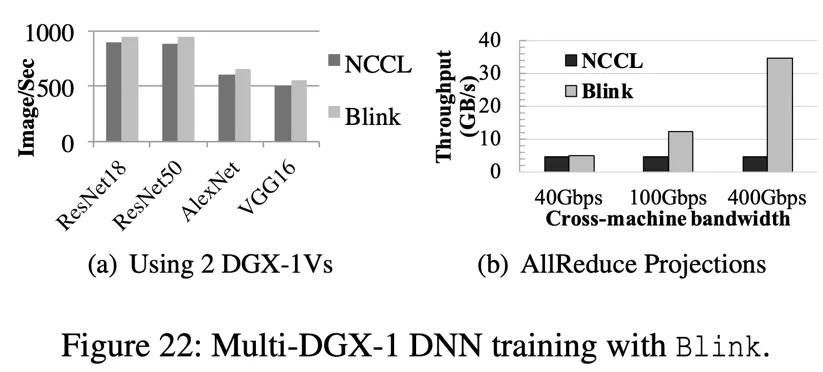 Image/Sec
1000
500
0
ResNet18
ResNet50
AlexNet
VGG16
NCCL
Blink
(a) Using 2 DGX-1Vs
Throughput
(GB/s)
40
30
20
10
0
NCCL
Blink
40Gbps 100Gbps 400Gbps
Cross-machine bandwidth
(b) AllReduce Projections
Figure 22: Multi-DGX-1 DNN training with Blink.